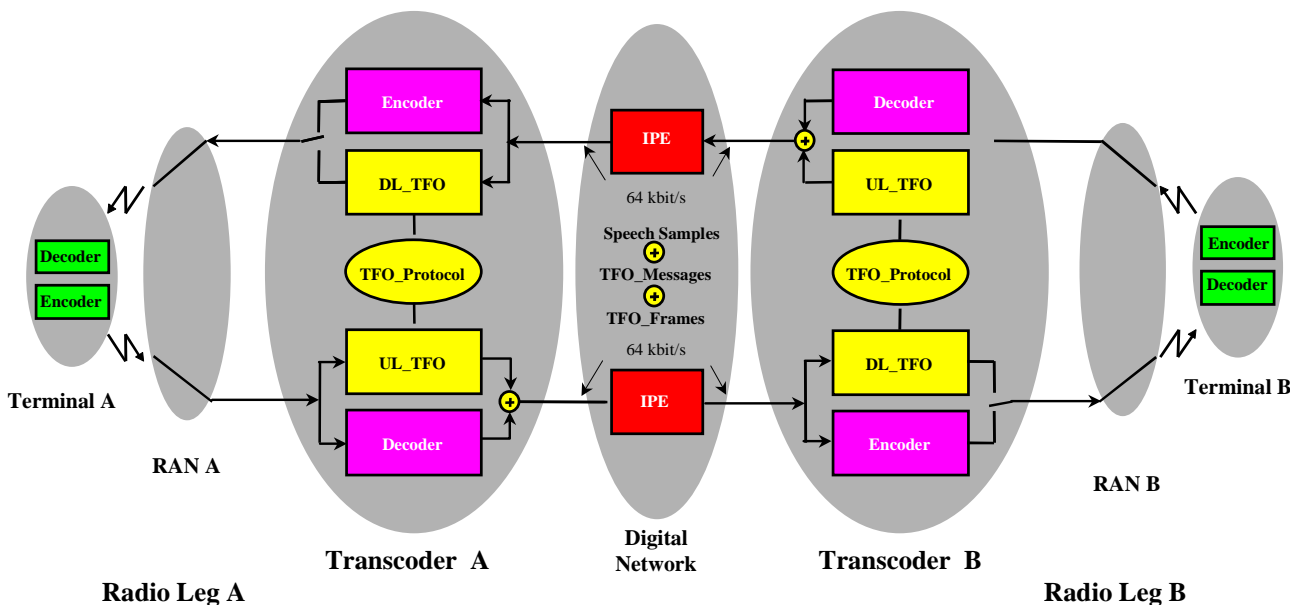 Encoder
DL_TFO
TFO_Protocol
UL_TFO
Decoder
Transcoder A
Decoder
Encoder
Terminal A
RAN A
Radio Leg A
IPE
64 kbit/s
Speech Samples
+
TFO_Messages
+
TFO_Frames
64 kbit/s
IPE
Digital
Network
+
Decoder
+
UL_TFO
TFO_Protocol
DL_TFO
Encoder
Transcoder B
Encoder
Decoder
Terminal B
RAN B
Radio Leg B